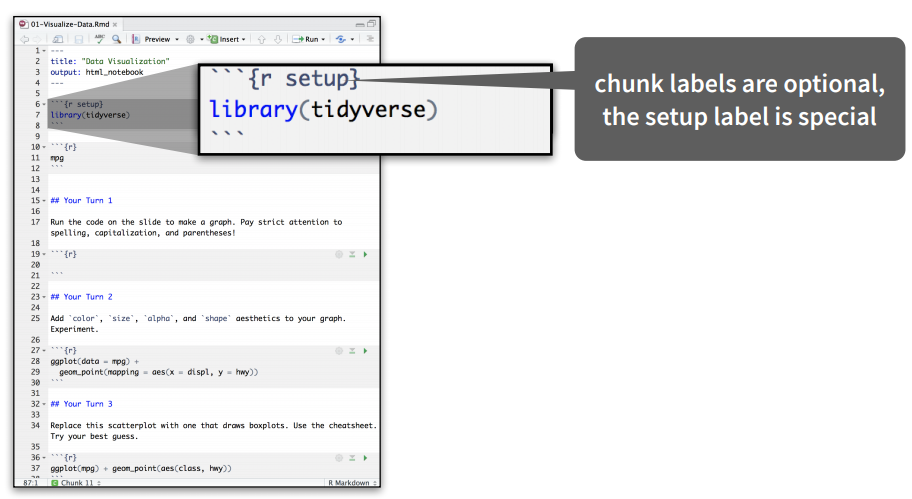 01-Visualize-Data.Rmd ×
ABC Preview Insert Run
1 ---
2 title: "Data Visualization"
3 output: html_notebook
4 ---
5
6 ```{r setup}
7 library(tidyverse)
8 ```
9
10 ```{r}
11 mpg
12 ```
13
14
15 ## Your Turn 1
16
17 Run the code on the slide to make a graph. Pay strict attention to
spelling, capitalization, and parentheses!
18
19 ```{r}
20
21 ```
22
23 ## Your Turn 2
24
25 Add `color`, `size`, `alpha`, and `shape` aesthetics to your graph.
Experiment.
26
27 ```{r}
28 ggplot(data = mpg) +
29 geom_point(mapping = aes(x = displ, y = hwy))
30 ```
31
32 ## Your Turn 3
33
34 Replace this scatterplot with one that draws boxplots. Use the cheatsheet.
Try your best guess.
35
36 ```{r}
37 ggplot(mpg) + geom_point(aes(class, hwy))
87:1 C Chunk 11 R Markdown
```{r setup}
library(tidyverse)
```
chunk labels are optional,
the setup label is special